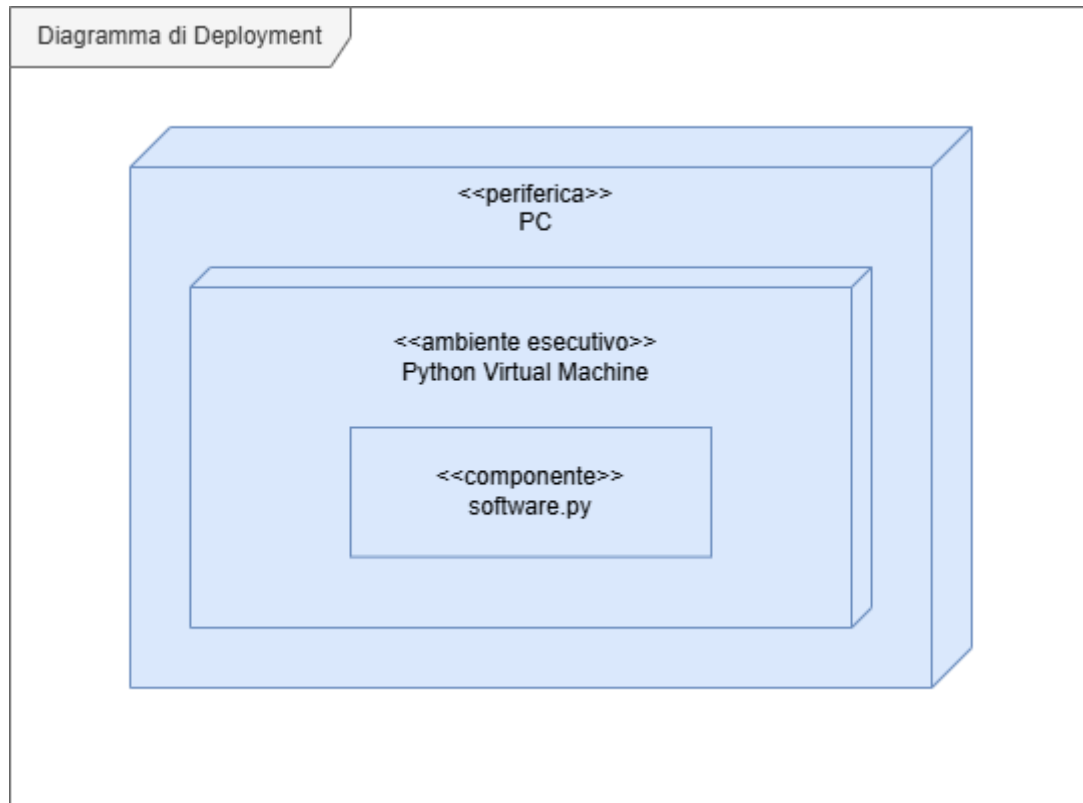 Diagramma di Deployment
<<periferica>>
PC
<<ambiente esecutivo>>
Python Virtual Machine
<<componente>>
software.py